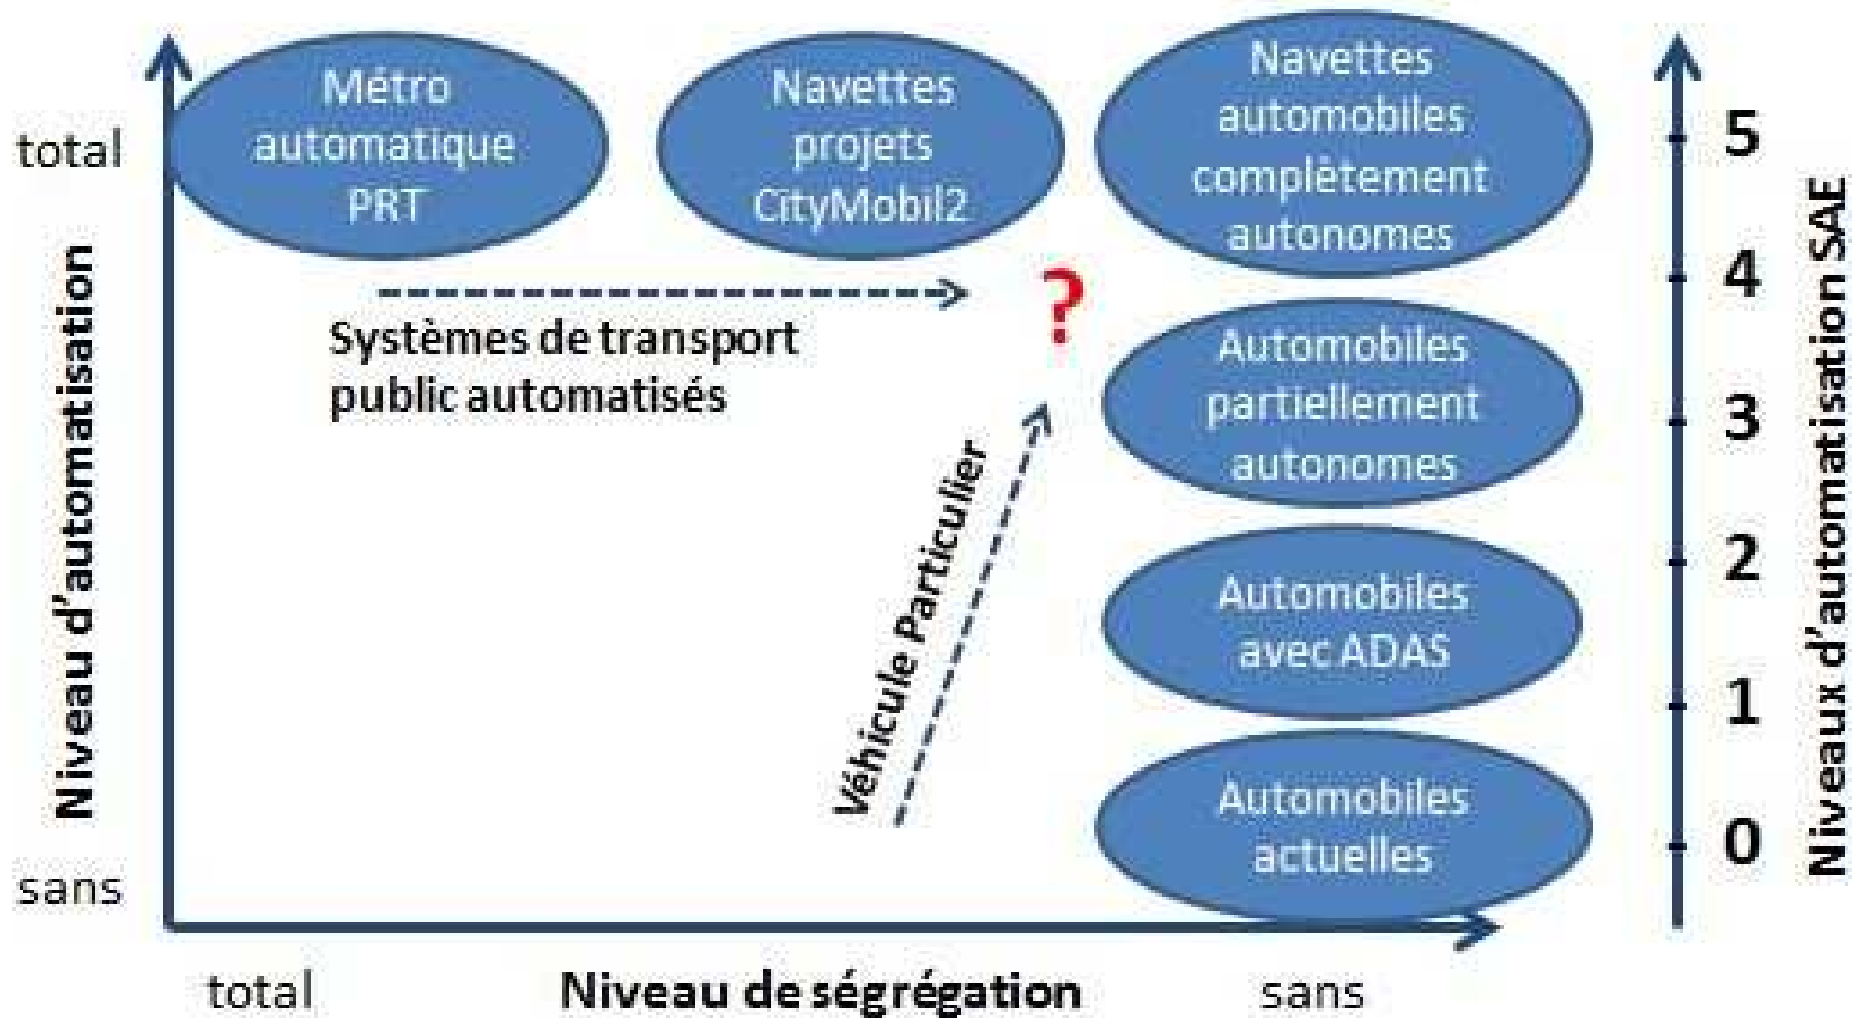 Métro
automatique
PRT
Navettes
projets
CityMobil2
Navettes
automobiles
complètement
autonomes
total
Niveau d'automatisation
sans
Systèmes de transport
public automatisés
?
Véhicule Particulier
Automobiles
partiellement
autonomes
Automobiles
avec ADAS
Automobiles
actuelles
5
4
3
2
1
0
Niveaux d'automatisation SAE
total
Niveau de ségrégation
sans